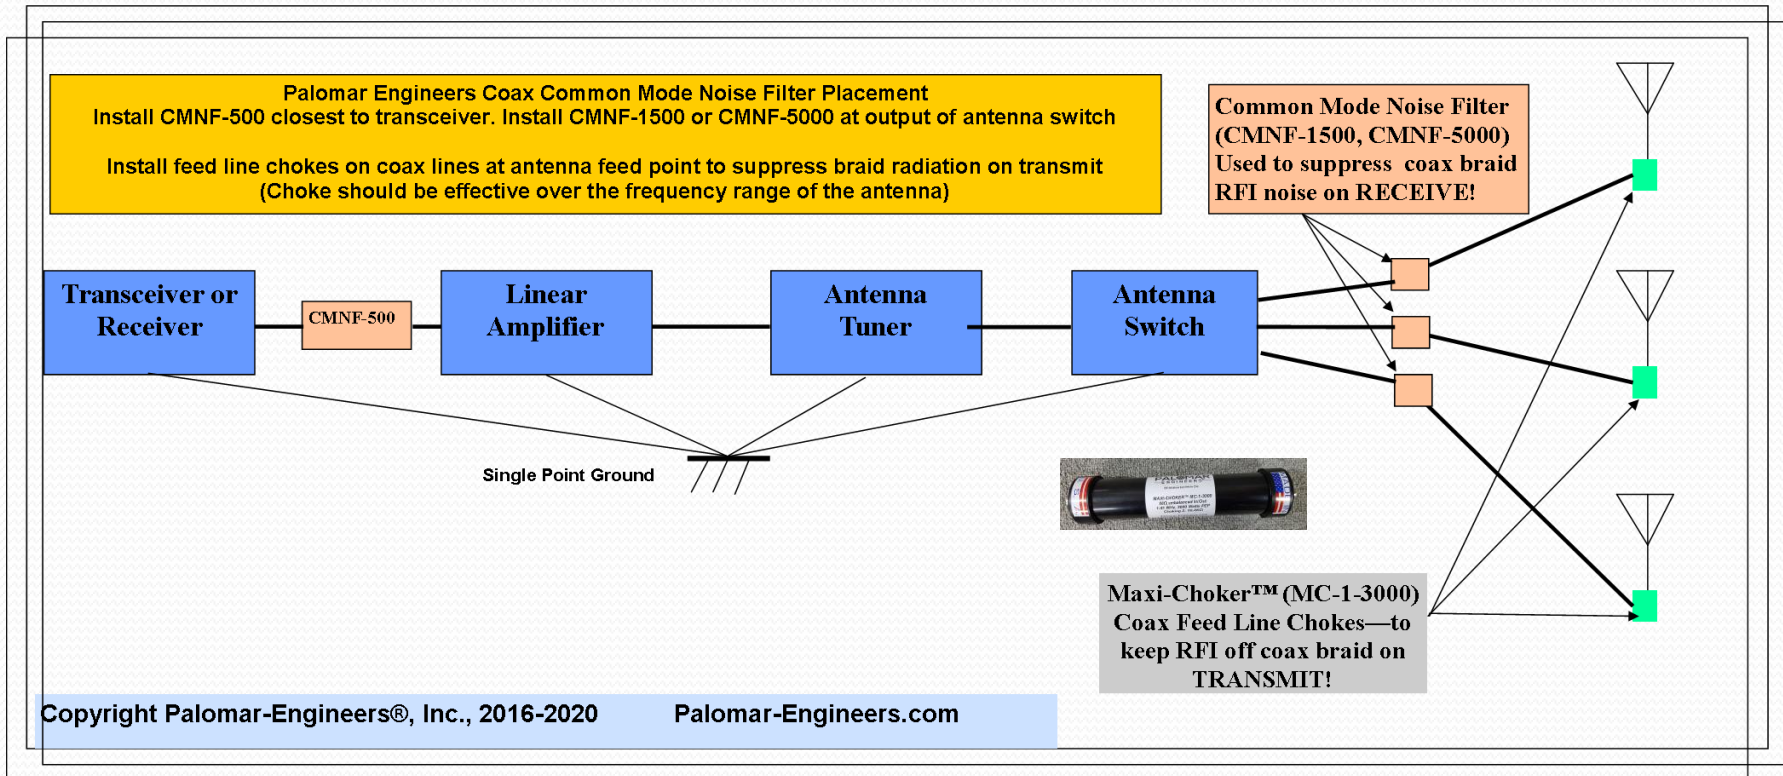 Palomar Engineers Coax Common Mode Noise Filter Placement
Install CMNF-500 closest to transceiver. Install CMNF-1500 or CMNF-5000 at output of antenna switch
Install feed line chokes on coax lines at antenna feed point to suppress braid radiation on transmit
(Choke should be effective over the frequency range of the antenna)
Common Mode Noise Filter
(CMNF-1500, CMNF-5000)
Used to suppress coax braid
RFI noise on RECEIVE!
Transceiver or
Receiver
CMNF-500
Linear
Amplifier
Antenna
Tuner
Antenna
Switch
Single Point Ground
PALOMAR
ENGINEERS
Maxi-Choker™ (MC-1-3000)
Coax Feed Line Chokes—to
keep RFI off coax braid on
TRANSMIT!
Copyright Palomar-Engineers®, Inc., 2016-2020 Palomar-Engineers.com